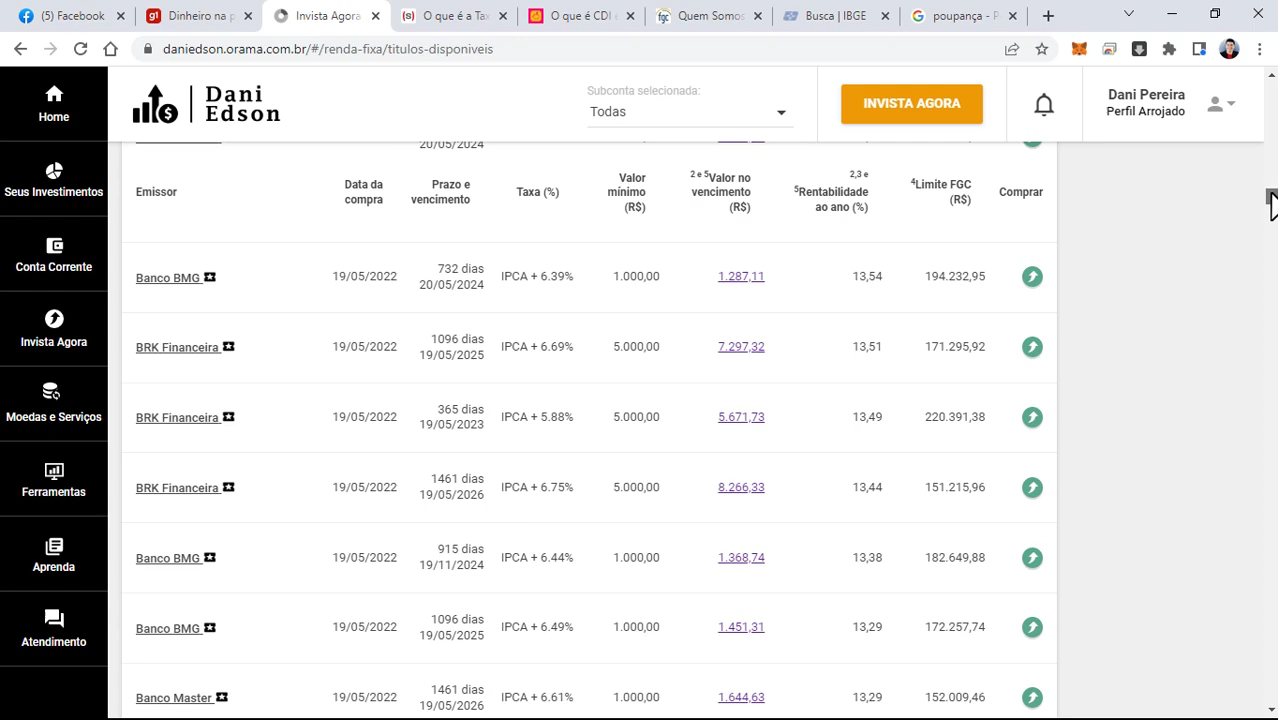 (5) Facebook
Dinheiro na p
Invista Agora
O que é a Tax
O que é CDI e
Quem Somos
Busca | IBGE
poupança - P
daniedson.orama.com.br/#/renda-fixa/titulos-disponiveis
Dani
Edson
Subconta selecionada:
Todas
INVISTA AGORA
Dani Pereira
Perfil Arrojado
Home
Seus Investimentos
Conta Corrente
Invista Agora
Moedas e Serviços
Ferramentas
Aprenda
Atendimento
20/05/2024
Emissor
Data da
compra
Prazo e
vencimento
Taxa (%)
Valor
mínimo
(R$)
2 e 5Valor no
vencimento
(R$)
2,3 e
5Rentabilidade
ao ano (%)
4Limite FGC
(R$)
Comprar
Banco BMG 19/05/2022 732 dias IPCA + 6.39% 1.000,00 1.287,11 13,54 194.232,95
20/05/2024
BRK Financeira 19/05/2022 1096 dias IPCA + 6.69% 5.000,00 7.297,32 13,51 171.295,92
19/05/2025
BRK Financeira 19/05/2022 365 dias IPCA + 5.88% 5.000,00 5.671,73 13,49 220.391,38
19/05/2023
BRK Financeira 19/05/2022 1461 dias IPCA + 6.75% 5.000,00 8.266,33 13,44 151.215,96
19/05/2026
Banco BMG 19/05/2022 915 dias IPCA + 6.44% 1.000,00 1.368,74 13,38 182.649,88
19/11/2024
Banco BMG 19/05/2022 1096 dias IPCA + 6.49% 1.000,00 1.451,31 13,29 172.257,74
19/05/2025
Banco Master 19/05/2022 1461 dias IPCA + 6.61% 1.000,00 1.644,63 13,29 152.009,46
19/05/2026